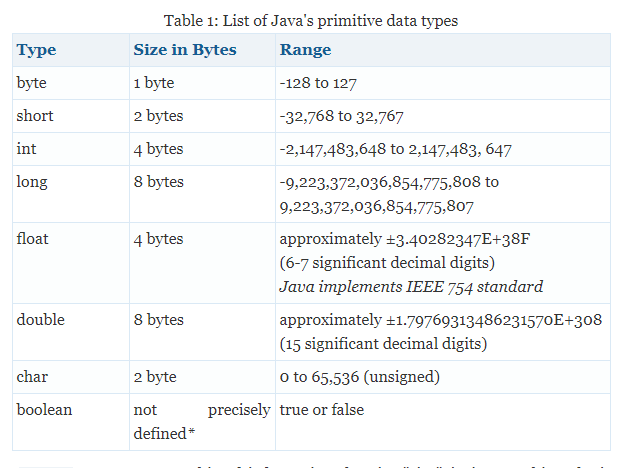 Table 1: List of Java's primitive data types
Type Size in Bytes Range
byte 1 byte -128 to 127
short 2 bytes -32,768 to 32,767
int 4 bytes -2,147,483,648 to 2,147,483, 647
long 8 bytes -9,223,372,036,854,775,808 to
9,223,372,036,854,775,807
float 4 bytes approximately ±3.40282347E+38F
(6-7 significant decimal digits)
Java implements IEEE 754 standard
double 8 bytes approximately ±1.79769313486231570E+308
(15 significant decimal digits)
char 2 byte 0 to 65,536 (unsigned)
boolean not precisely true or false
defined*